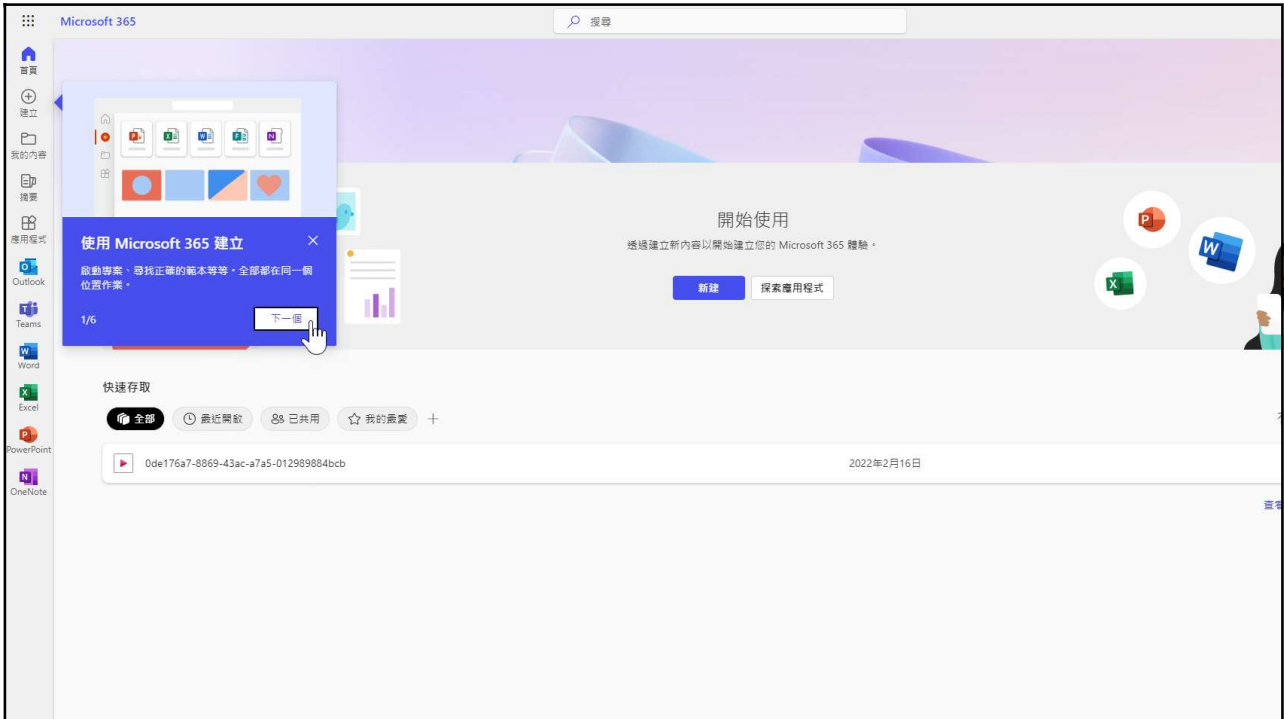 Microsoft 365
搜尋
首頁
建立
我的內容
摘要
應用程式
Outlook
Teams
Word
Excel
PowerPoint
OneNote
使用 Microsoft 365 建立
啟動專案、尋找正確的範本等等。全部都在同一個
位置作業。
1/6
下一個
開始使用
透過建立新內容以開始建立您的 Microsoft 365 體驗。
新建
探索應用程式
快速存取
全部
最近開啟
已共用
我的最愛
0de176a7-8869-43ac-a7a5-012989884bcb
2022年2月16日
查看